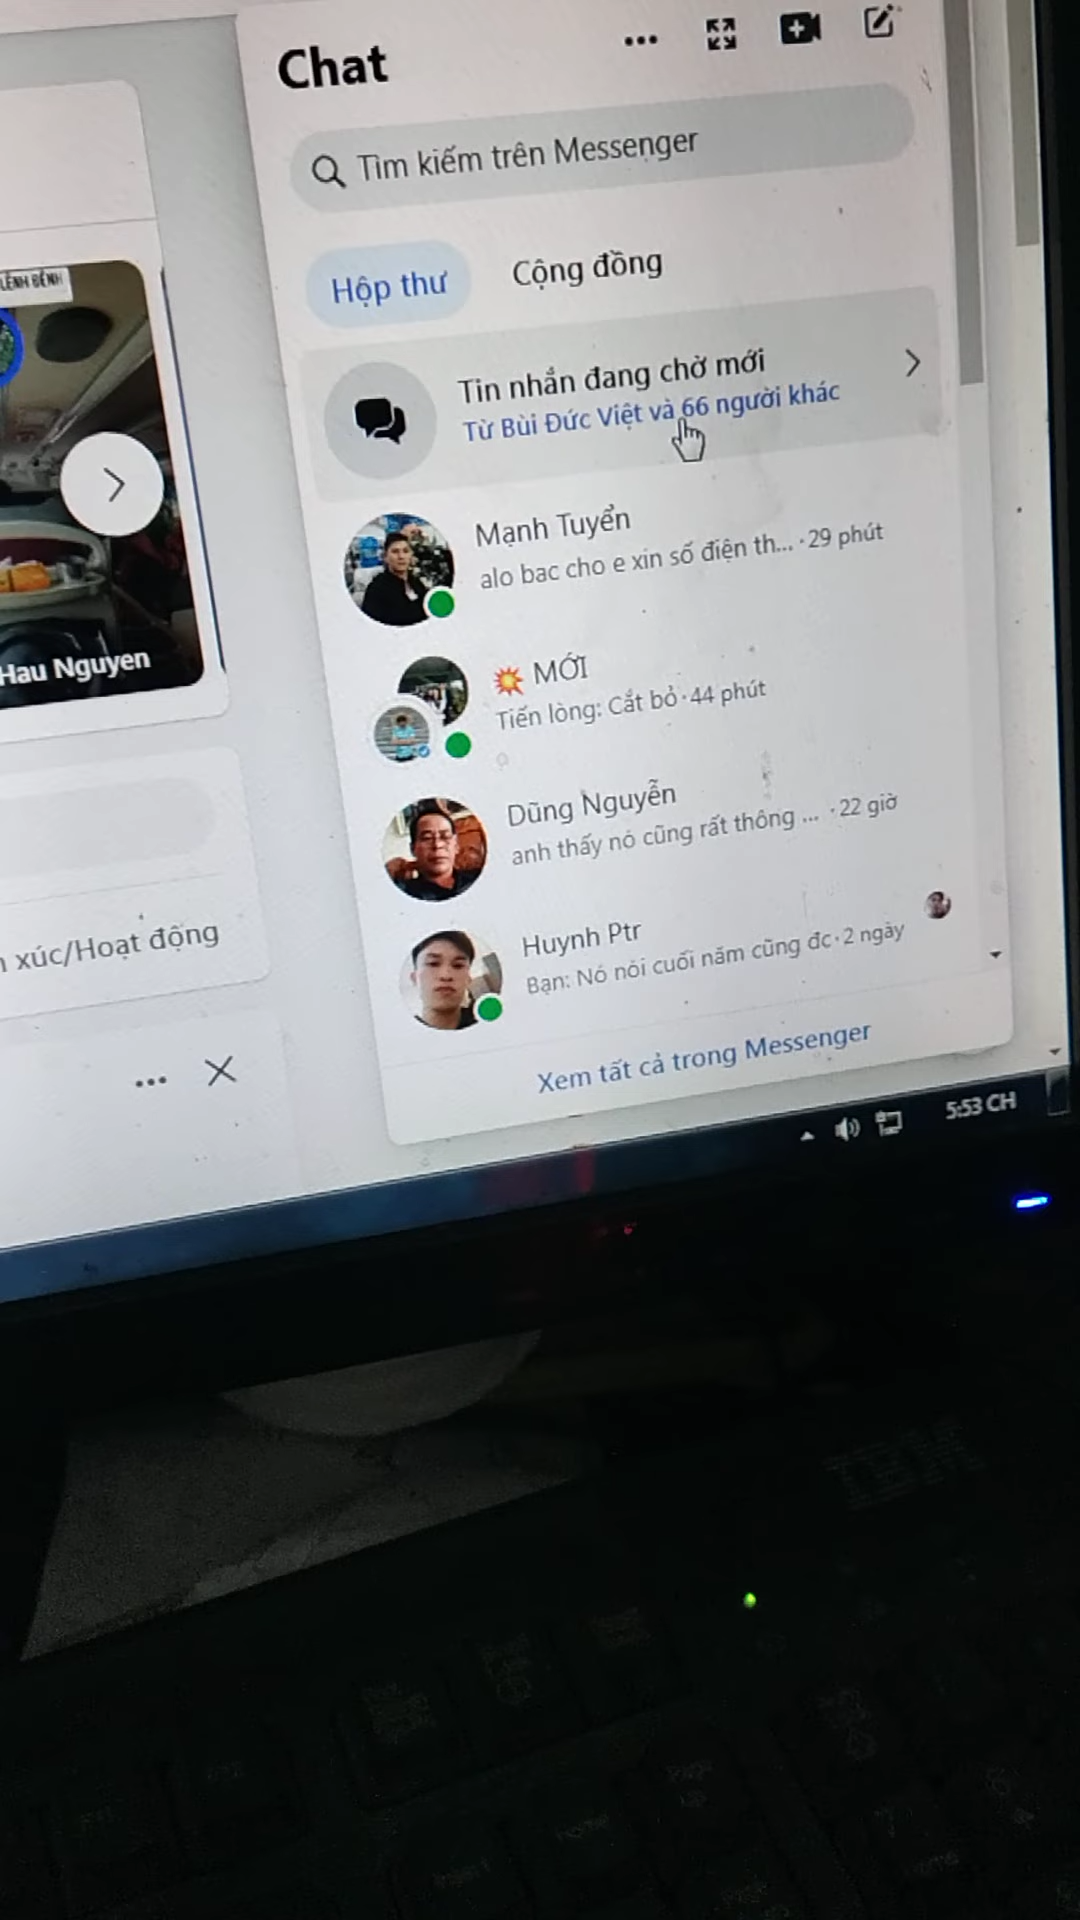 Chat
Tìm kiếm trên Messenger
Hộp thư
Cộng đồng
LÊNH BÊNH
Tin nhắn đang chờ mới
Từ Bùi Đức Việt và 66 người khác
Mạnh Tuyển
alo bac cho e xin số điện th... · 29 phút
Hau Nguyen
💥 MỚI
Tiến lòng: Cắt bỏ · 44 phút
Dũng Nguyễn
anh thấy nó cũng rất thông ... · 22 giờ
xúc/Hoạt động
Huynh Ptr
Bạn: Nó nói cuối năm cũng đc · 2 ngày
Xem tất cả trong Messenger
5:53 CH
IBM